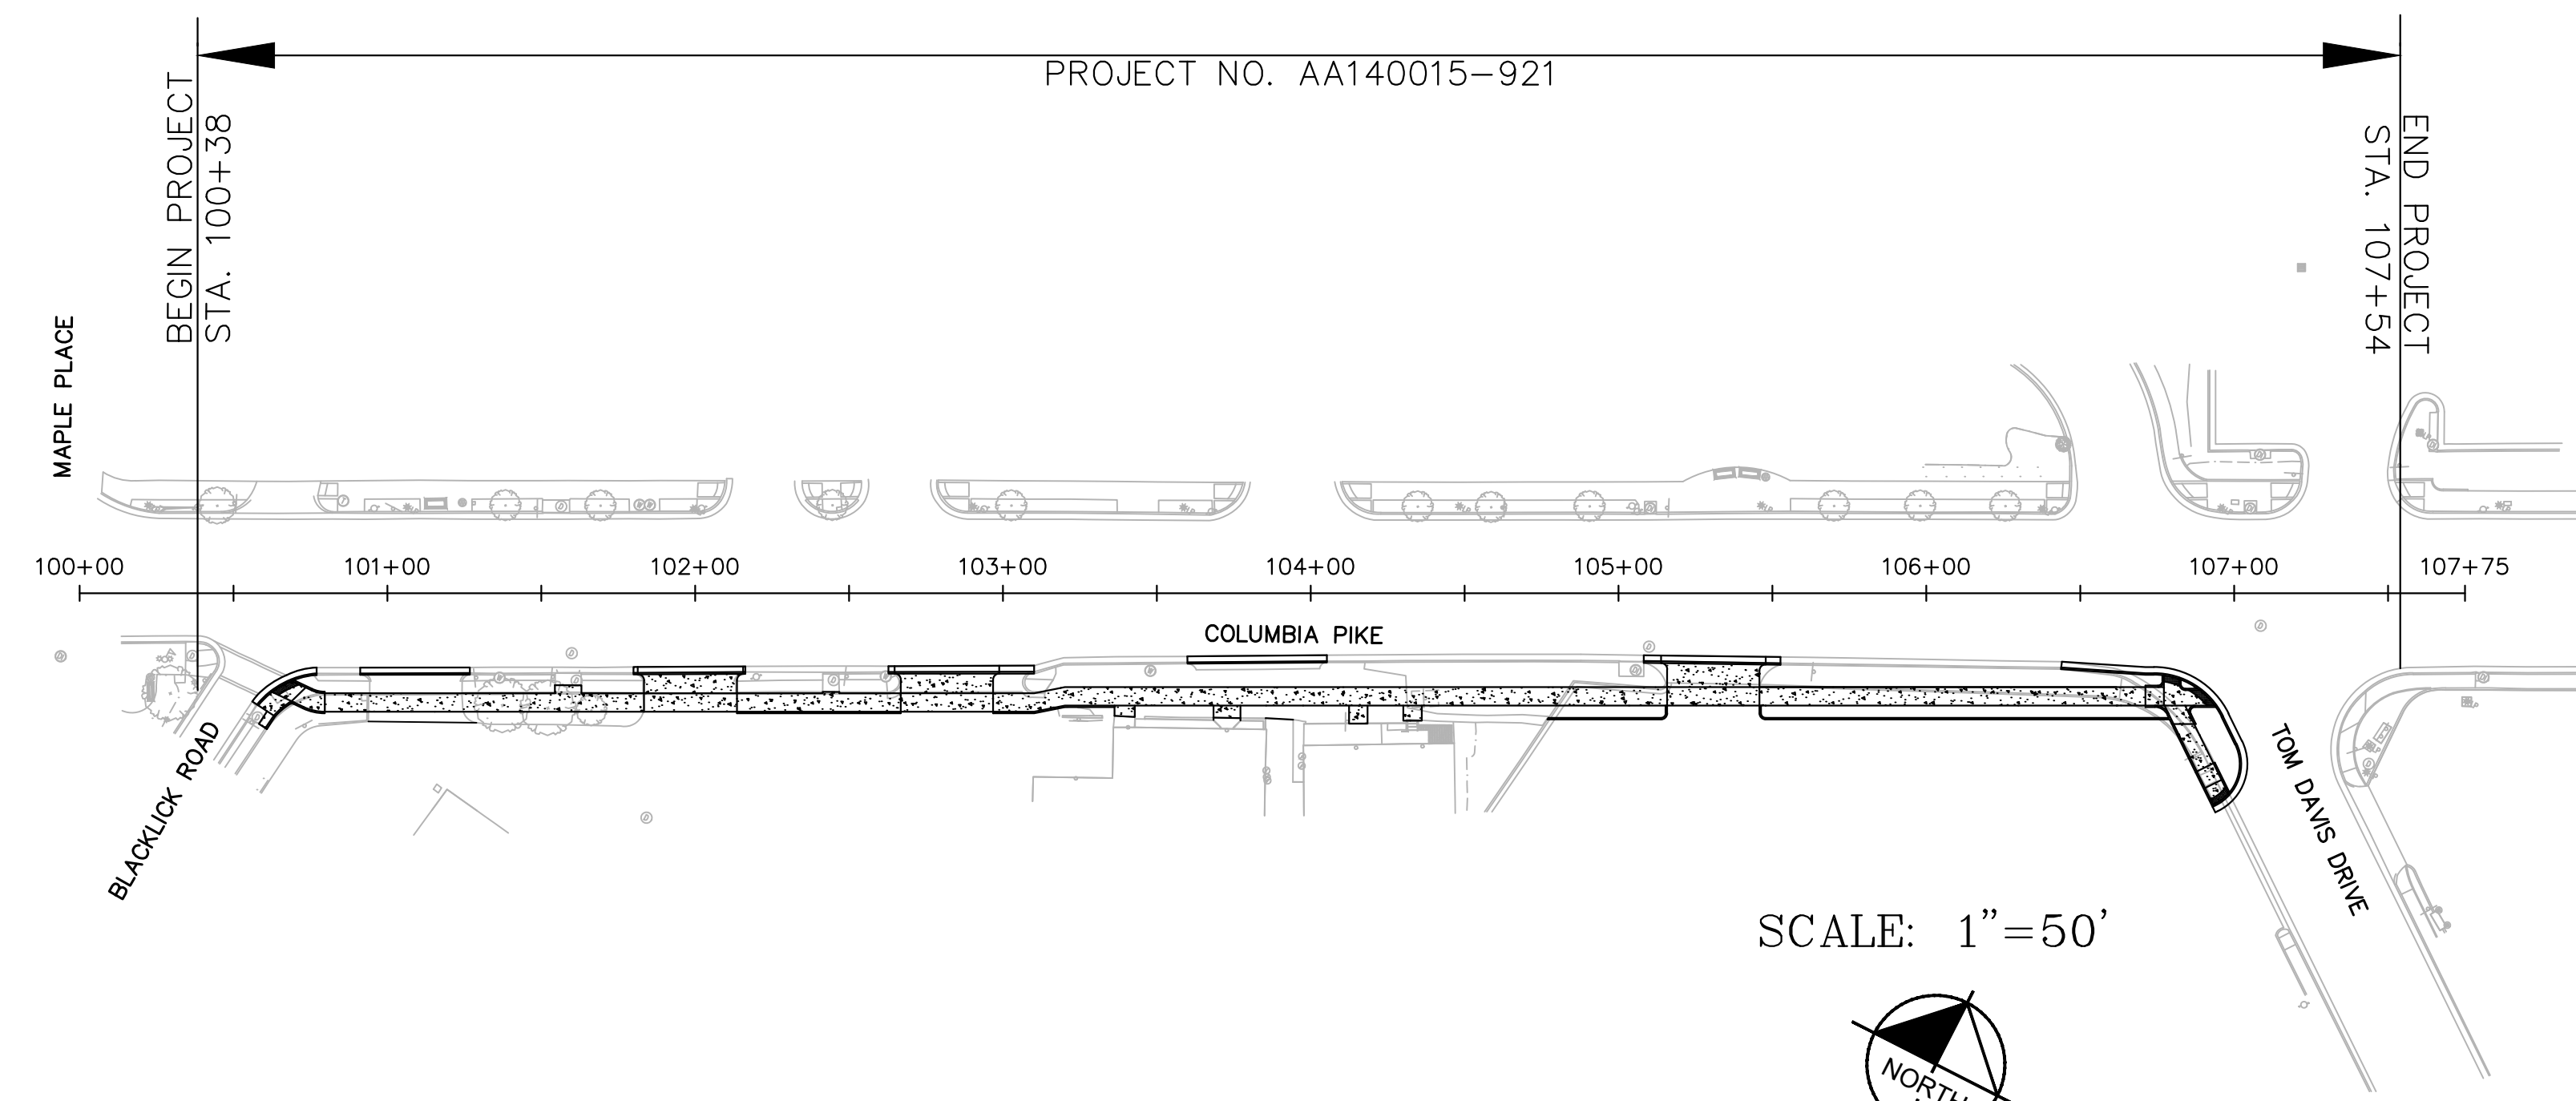 PROJECT NO. AA140015-921
BEGIN PROJECT
STA. 100+38
END PROJECT
STA. 107+54
MAPLE PLACE
100+00 101+00 102+00 103+00 104+00 105+00 106+00 107+00 107+75
COLUMBIA PIKE
BLACKLICK ROAD
TOM DAVIS DRIVE
SCALE: 1"=50'
NORTH